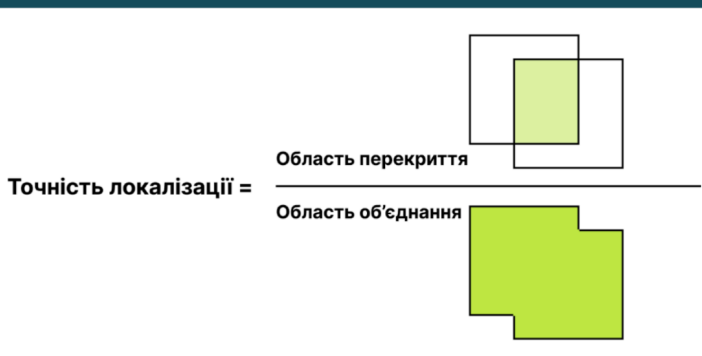 Область перекриття
Точність локалізації =
Область об’єднання